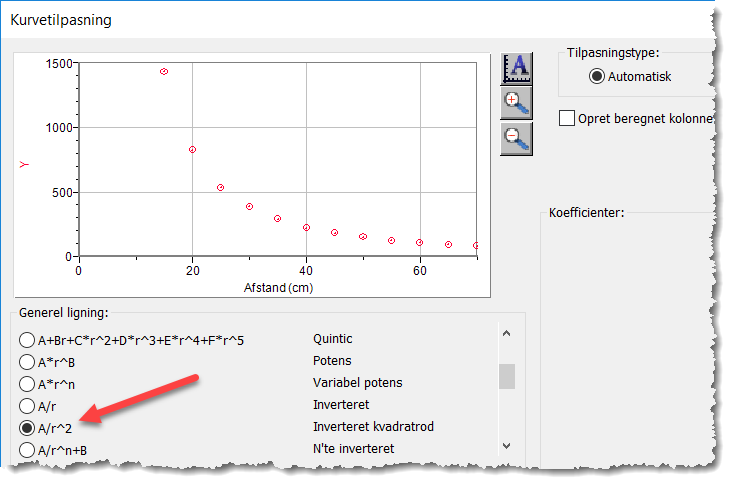 Kurvetilpasning
1500
1000
500
0
Y
0 20 40 60
Afstand (cm)
A
Tilpasningstype:
Automatisk
Opret beregnet kolonne
Koefficienter:
Generel ligning:
A+Br+C*r^2+D*r^3+E*r^4+F*r^5 Quintic
A*r^B Potens
A*r^n Variabel potens
A/r Inverteret
A/r^2 Inverteret kvadratrod
A/r^n+B N'te inverteret